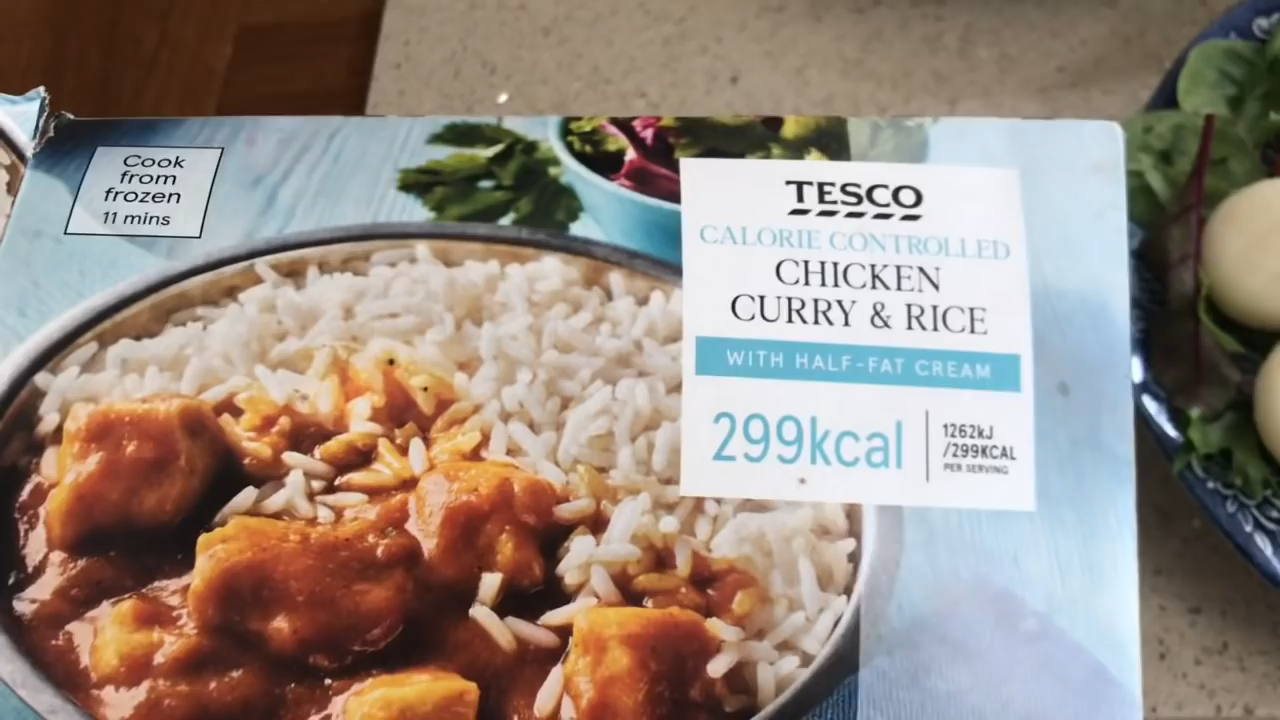 Cook
from
frozen
11 mins
TESCO
CALORIE CONTROLLED
CHICKEN
CURRY & RICE
WITH HALF-FAT CREAM
299kcal
1262kJ
/299KCAL
PER SERVING